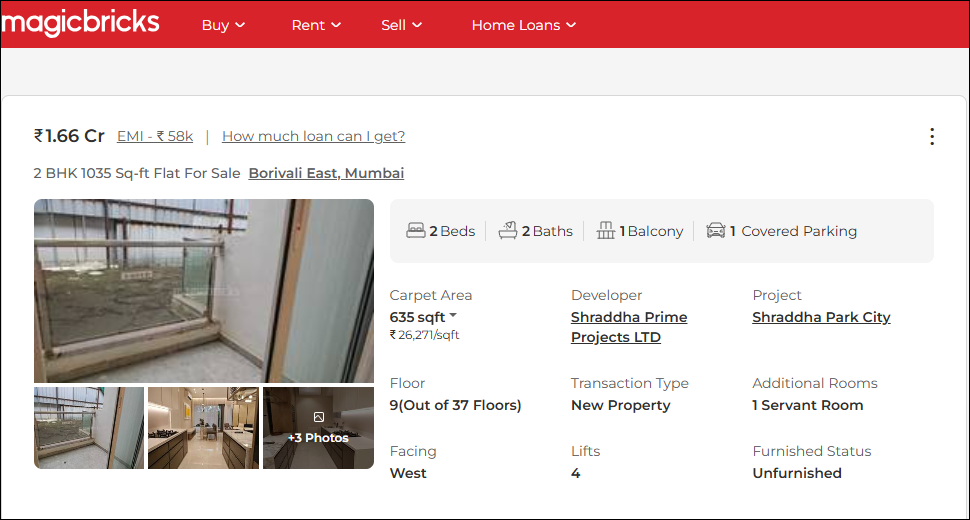 magicbricks
Buy
Rent
Sell
Home Loans
₹1.66 Cr EMI - ₹ 58k | How much loan can I get?
2 BHK 1035 Sq-ft Flat For Sale Borivali East, Mumbai
2 Beds
2 Baths
1 Balcony
1 Covered Parking
magicbricks
Carpet Area
635 sqft
₹ 26,271/sqft
Developer
Shraddha Prime
Projects LTD
Project
Shraddha Park City
Floor
9(Out of 37 Floors)
Transaction Type
New Property
Additional Rooms
1 Servant Room
+3 Photos
Facing
West
Lifts
4
Furnished Status
Unfurnished